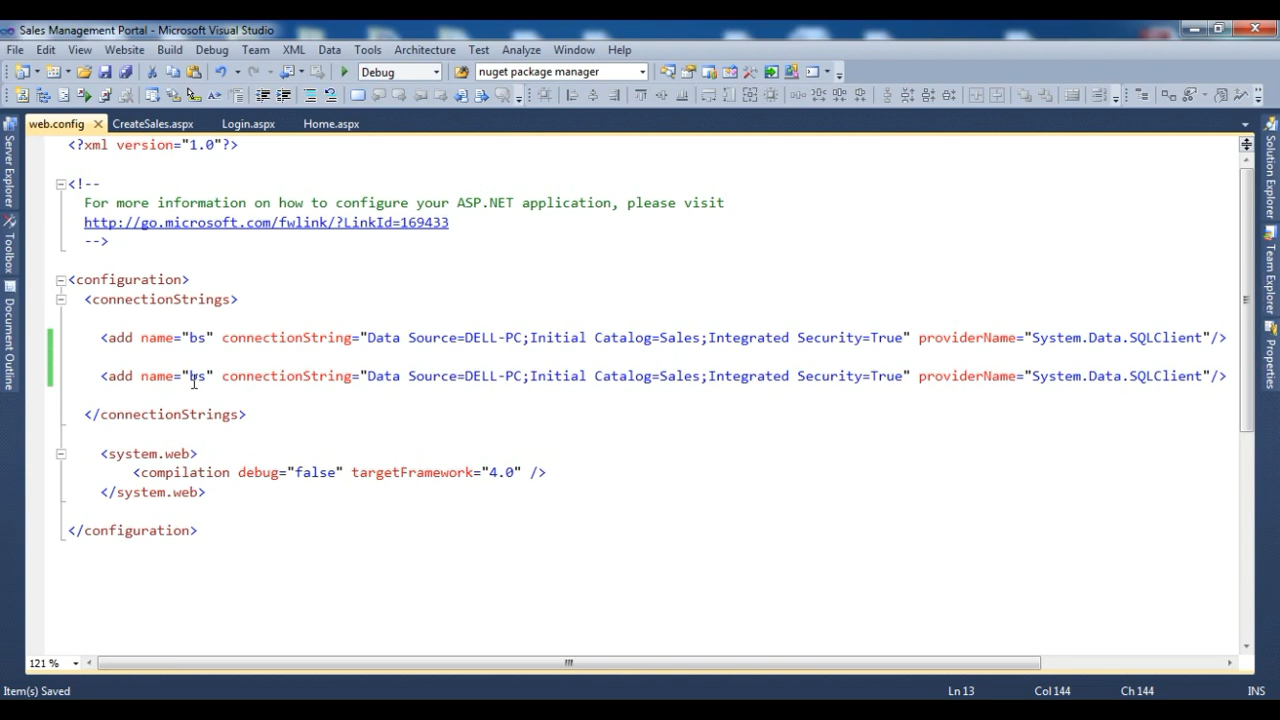 Sales Management Portal - Microsoft Visual Studio
File Edit View Website Build Debug Team XML Data Tools Architecture Test Analyze Window Help
Debug nuget package manager
web.config CreateSales.aspx Login.aspx Home.aspx
Server Explorer
Toolbox
Document Outline
Solution Explorer
Team Explorer
Properties
<?xml version="1.0"?>
<!--
For more information on how to configure your ASP.NET application, please visit
http://go.microsoft.com/fwlink/?LinkId=169433
-->
<configuration>
<connectionStrings>
<add name="bs" connectionString="Data Source=DELL-PC;Initial Catalog=Sales;Integrated Security=True" providerName="System.Data.SQLClient"/>
<add name="bs" connectionString="Data Source=DELL-PC;Initial Catalog=Sales;Integrated Security=True" providerName="System.Data.SQLClient"/>
</connectionStrings>
<system.web>
<compilation debug="false" targetFramework="4.0" />
</system.web>
</configuration>
121 %
Item(s) Saved Ln 13 Col 144 Ch 144 INS